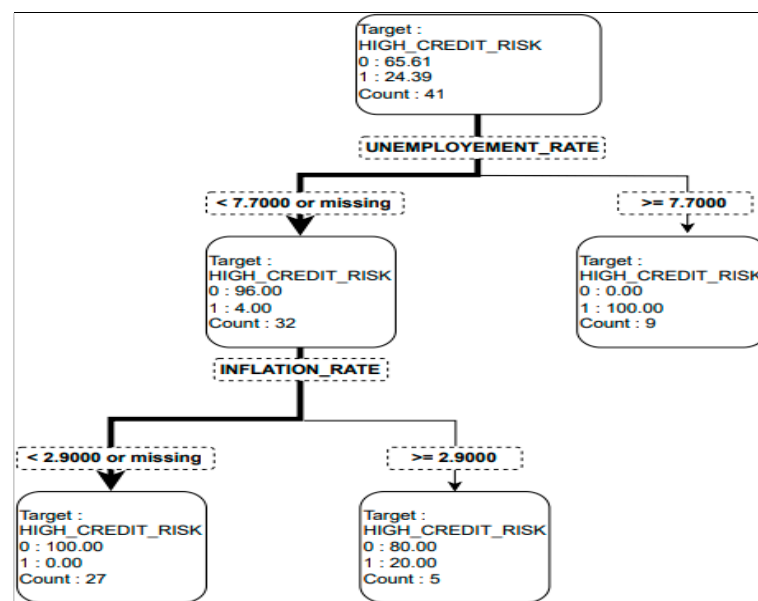 Target :
HIGH_CREDIT_RISK
0 : 65.61
1 : 24.39
Count : 41
UNEMPLOYEMENT_RATE
< 7.7000 or missing
>= 7.7000
Target :
HIGH_CREDIT_RISK
0 : 96.00
1 : 4.00
Count : 32
Target :
HIGH_CREDIT_RISK
0 : 0.00
1 : 100.00
Count : 9
INFLATION_RATE
< 2.9000 or missing
>= 2.9000
Target :
HIGH_CREDIT_RISK
0 : 100.00
1 : 0.00
Count : 27
Target :
HIGH_CREDIT_RISK
0 : 80.00
1 : 20.00
Count : 5